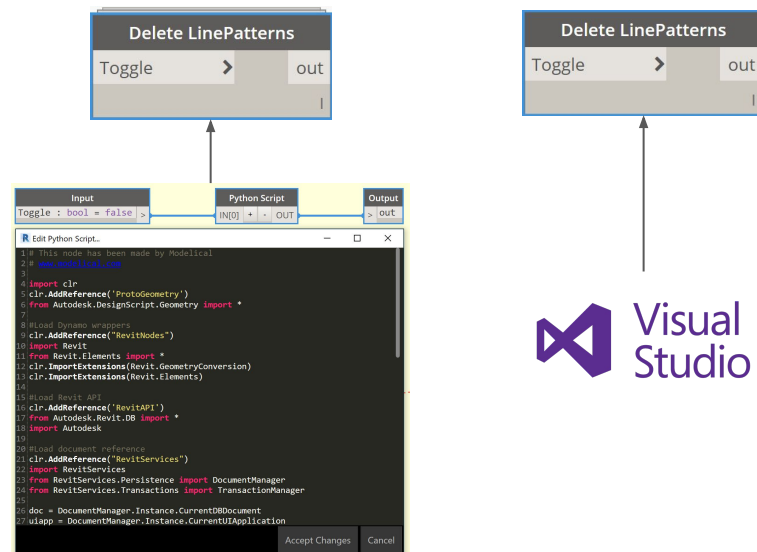 Delete LinePatterns
Toggle > out
l
Delete LinePatterns
Toggle > out
l
Input
Toggle : bool = false >
Python Script
IN[0] + - OUT
Output
> out
R Edit Python Script...
1 # This node has been made by Modelical
2 #
3
4 import clr
5 clr.AddReference('ProtoGeometry')
6 from Autodesk.DesignScript.Geometry import *
7
8 #Load Dynamo wrappers
9 clr.AddReference("RevitNodes")
10 import Revit
11 from Revit.Elements import *
12 clr.ImportExtensions(Revit.GeometryConversion)
13 clr.ImportExtensions(Revit.Elements)
14
15 #Load Revit API
16 clr.AddReference('RevitAPI')
17 from Autodesk.Revit.DB import *
18 import Autodesk
19
20 #Load document reference
21 clr.AddReference("RevitServices")
22 import RevitServices
23 from RevitServices.Persistence import DocumentManager
24 from RevitServices.Transactions import TransactionManager
25
26 doc = DocumentManager.Instance.CurrentDBDocument
27 uiapp = DocumentManager.Instance.CurrentUIApplication
Accept Changes Cancel
Visual
Studio